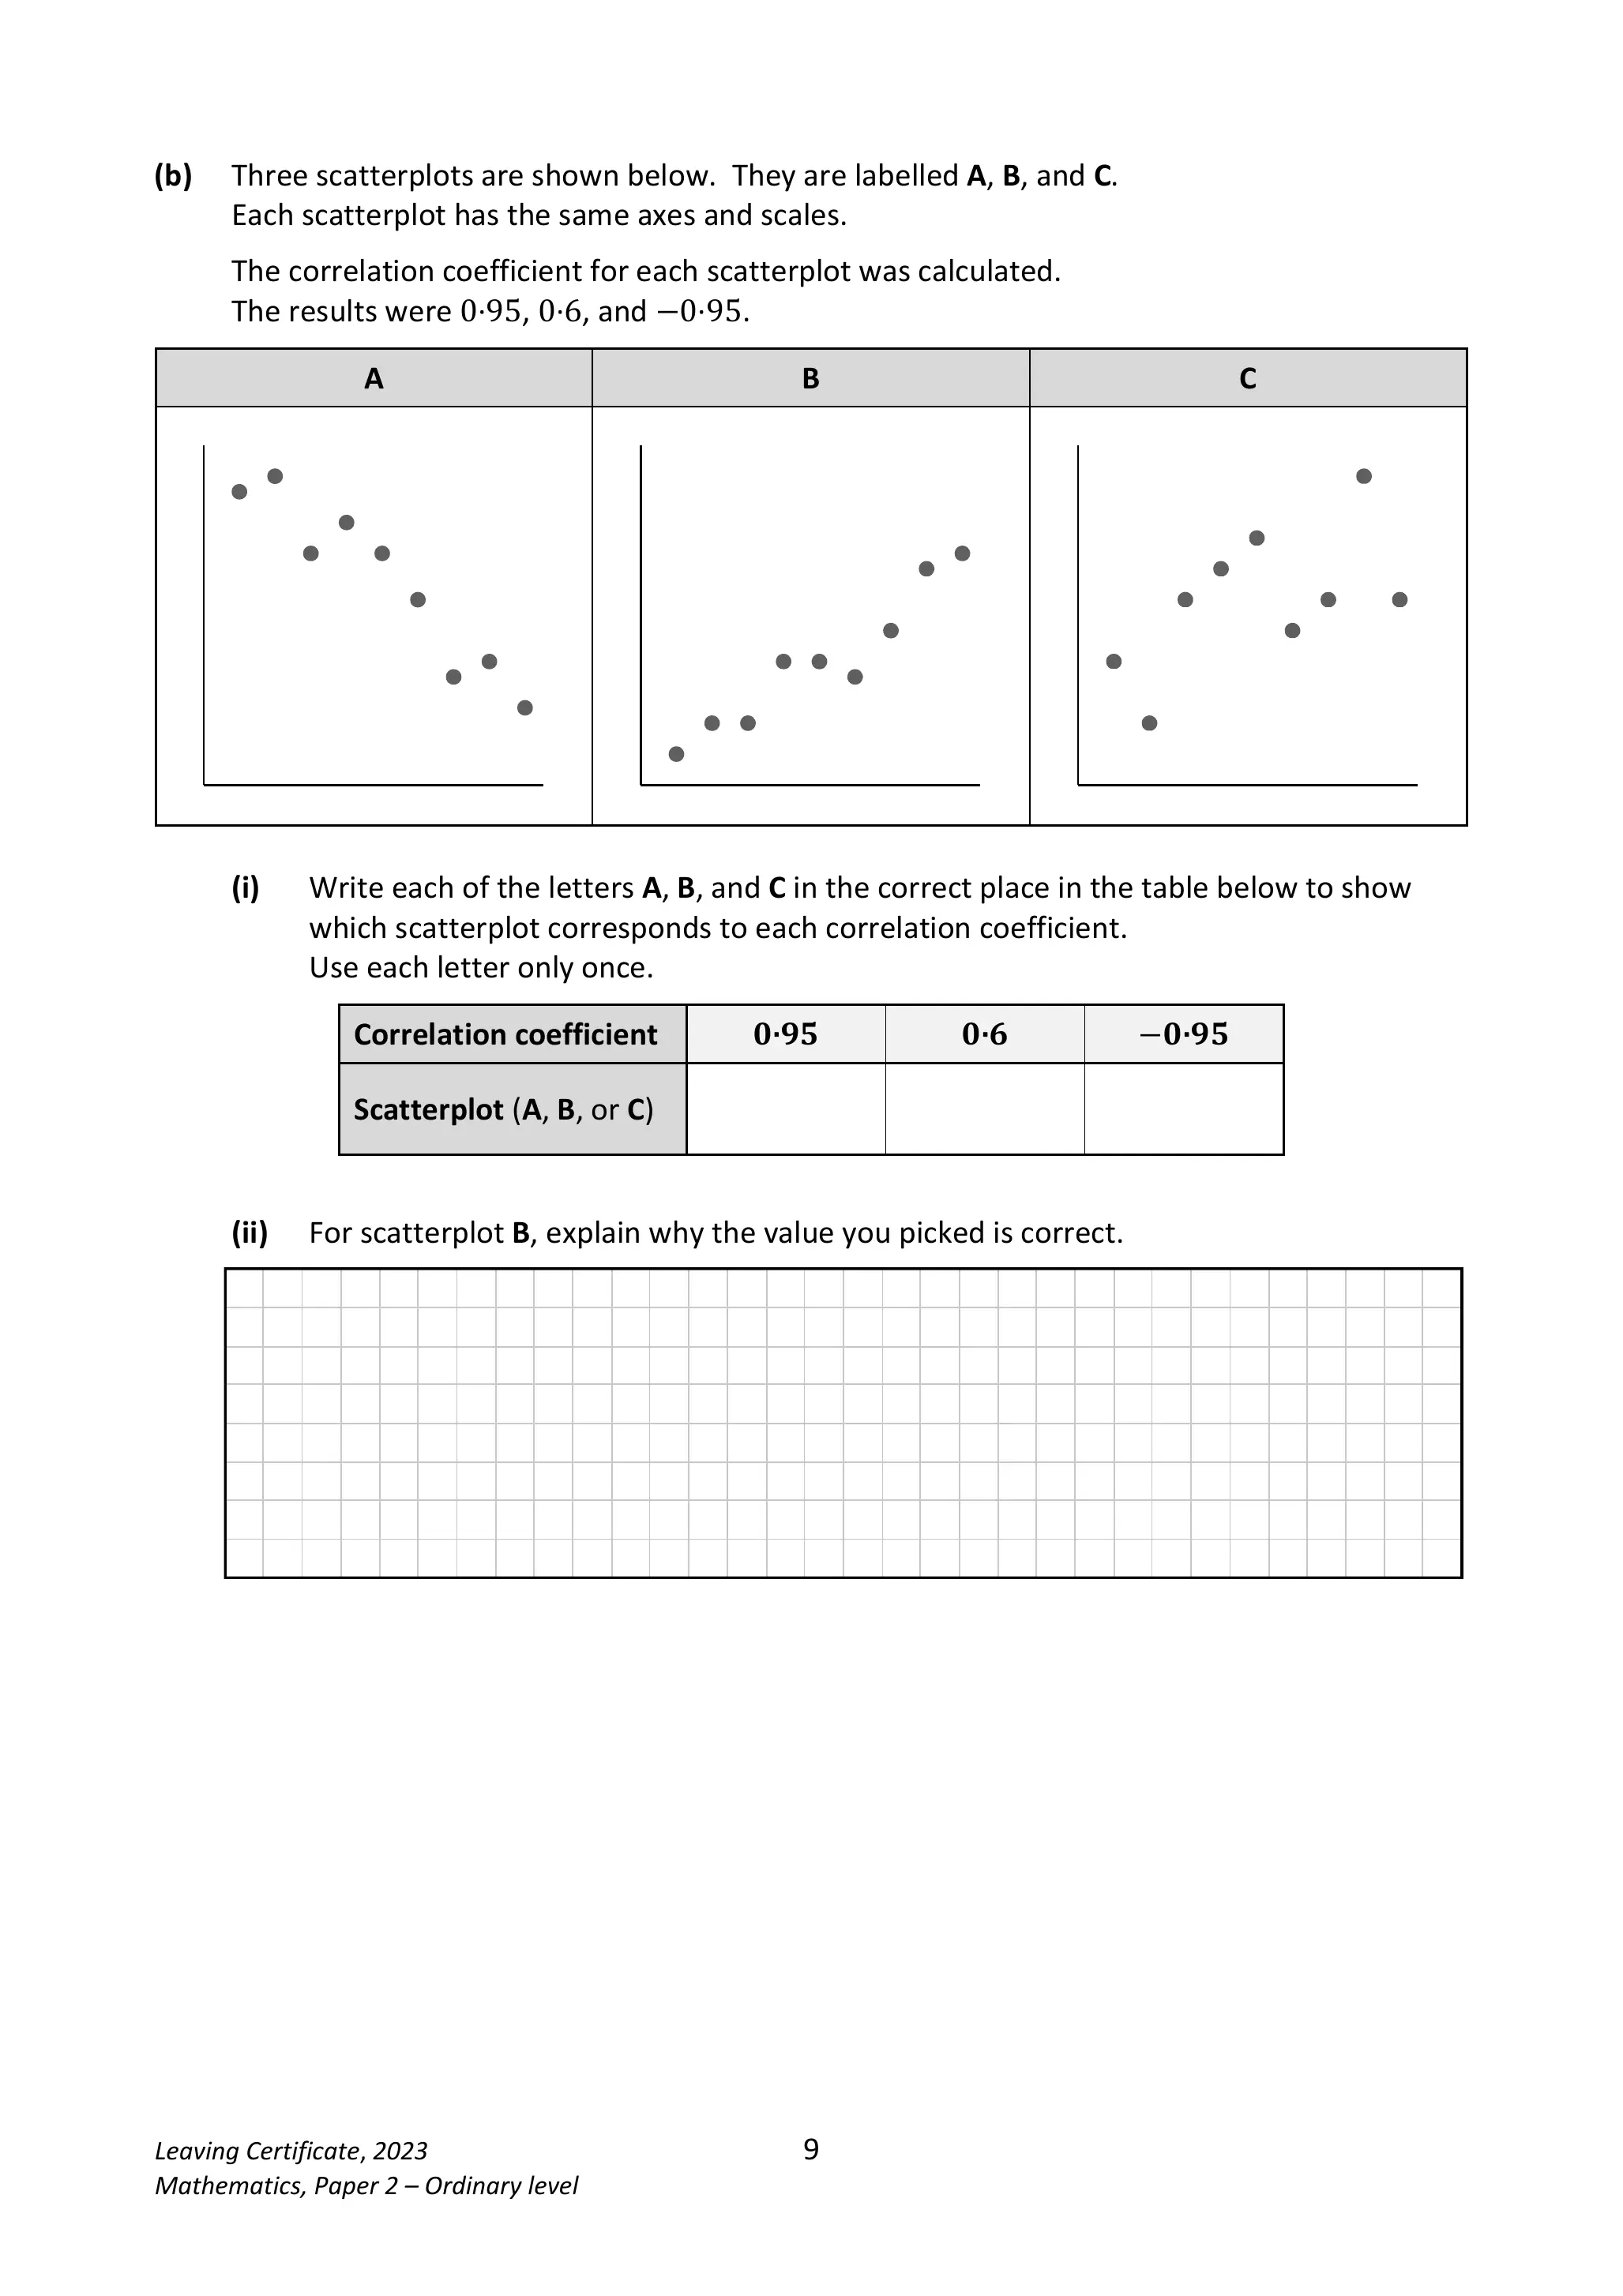 (b) Three scatterplots are shown below. They are labelled A, B, and C.
Each scatterplot has the same axes and scales.
The correlation coefficient for each scatterplot was calculated.
The results were 0·95, 0·6, and −0·95.
A B C
(i) Write each of the letters A, B, and C in the correct place in the table below to show
which scatterplot corresponds to each correlation coefficient.
Use each letter only once.
Correlation coefficient 0·95 0·6 −0·95
Scatterplot (A, B, or C)
(ii) For scatterplot B, explain why the value you picked is correct.
Leaving Certificate, 2023 9
Mathematics, Paper 2 – Ordinary level